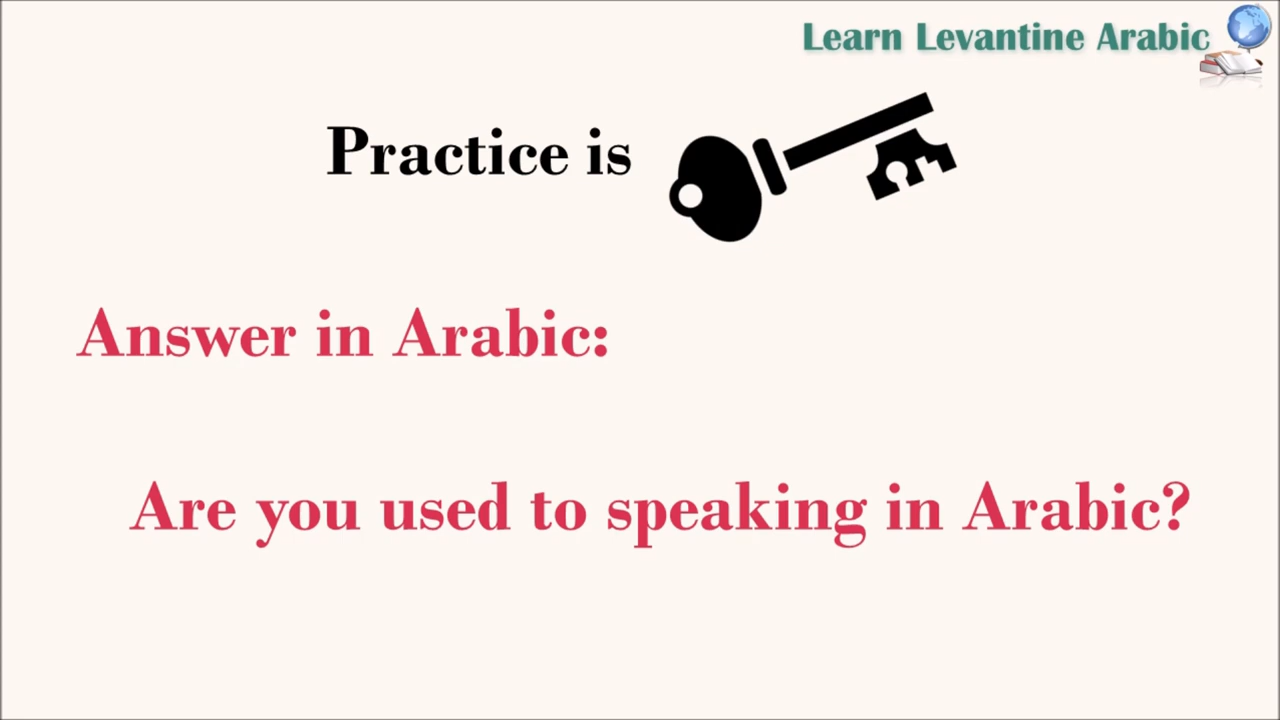 Learn Levantine Arabic
Practice is
Answer in Arabic:
Are you used to speaking in Arabic?